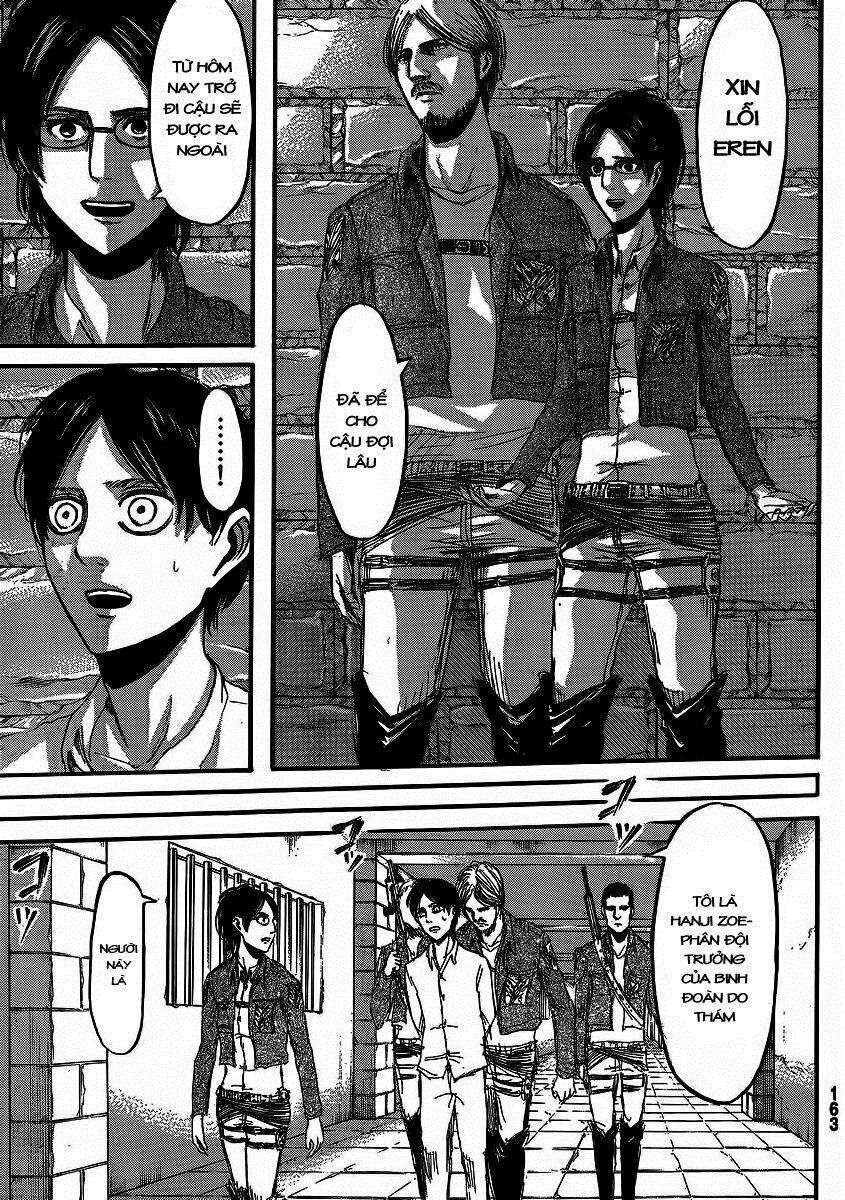 XIN
LỖI
EREN
ĐÃ ĐỂ
CHO
CẬU ĐỢI
LÂU
TỪ HÔM
NAY TRỞ
ĐI CẬU SẼ
ĐƯỢC RA
NGOÀI
......!
TÔI LÀ
HANJI ZOE-
PHÂN ĐỘI
TRƯỞNG
CỦA BINH
ĐOÀN DO
THÁM
NGƯỜI
NÀY LÀ
163